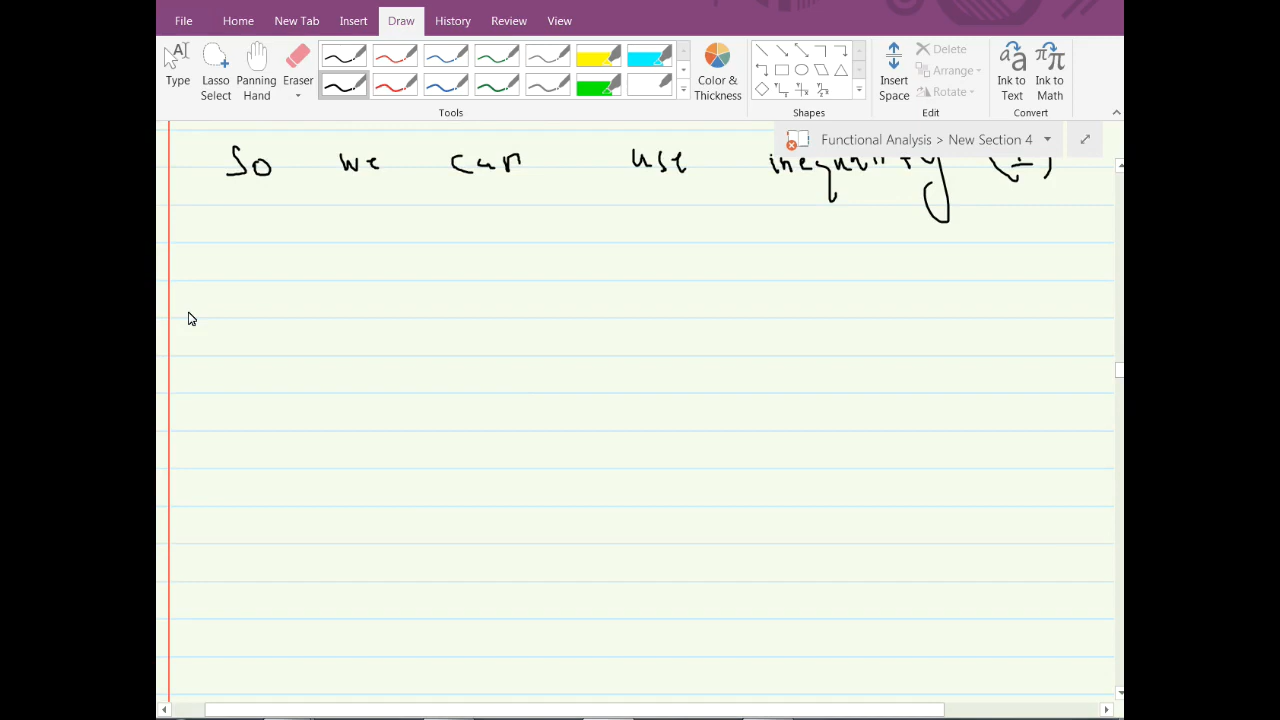 File Home New Tab Insert Draw History Review View
Type Lasso Select Panning Hand Eraser Color & Thickness Insert Space Delete Arrange Rotate Ink to Text Ink to Math
Tools Shapes Edit Convert
Functional Analysis > New Section 4
So we can use inequality